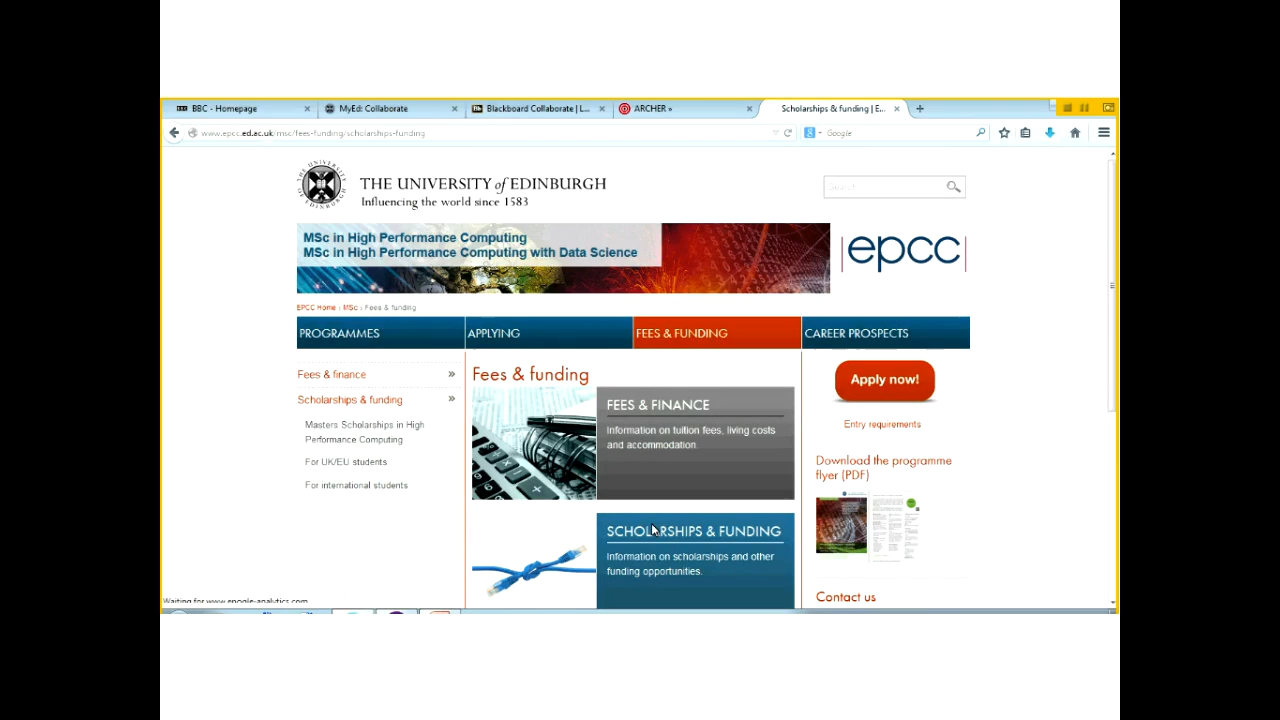 BBC - Homepage
MyEd: Collaborate
Blackboard Collaborate | L...
ARCHER »
Scholarships & funding | E...
www.epcc.ed.ac.uk/msc/fees-funding/scholarships-funding
Google
THE UNIVERSITY of EDINBURGH
Influencing the world since 1583
Search
MSc in High Performance Computing
MSc in High Performance Computing with Data Science
epcc
EPCC Home › MSc › Fees & funding
PROGRAMMES
APPLYING
FEES & FUNDING
CAREER PROSPECTS
Fees & finance »
Scholarships & funding »
Masters Scholarships in High
Performance Computing
For UK/EU students
For international students
Fees & funding
FEES & FINANCE
Information on tuition fees, living costs
and accommodation.
SCHOLARSHIPS & FUNDING
Information on scholarships and other
funding opportunities.
Apply now!
Entry requirements
Download the programme
flyer (PDF)
Contact us
Waiting for www.google-analytics.com